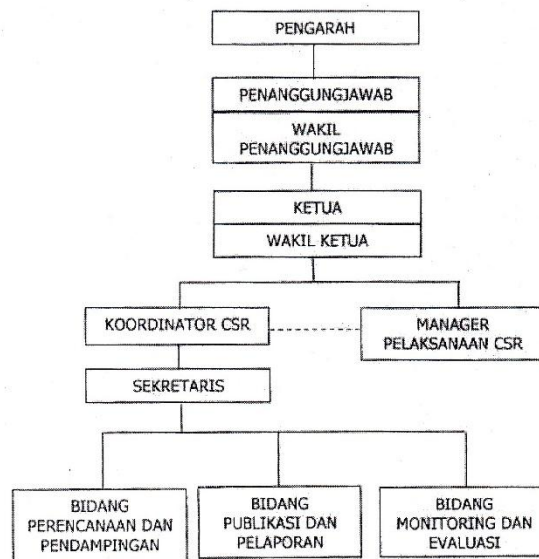 PENGARAH
PENANGGUNGJAWAB
WAKIL
PENANGGUNGJAWAB
KETUA
WAKIL KETUA
KOORDINATOR CSR
MANAGER
PELAKSANAAN CSR
SEKRETARIS
BIDANG
PERENCANAAN DAN
PENDAMPINGAN
BIDANG
PUBLIKASI DAN
PELAPORAN
BIDANG
MONITORING DAN
EVALUASI